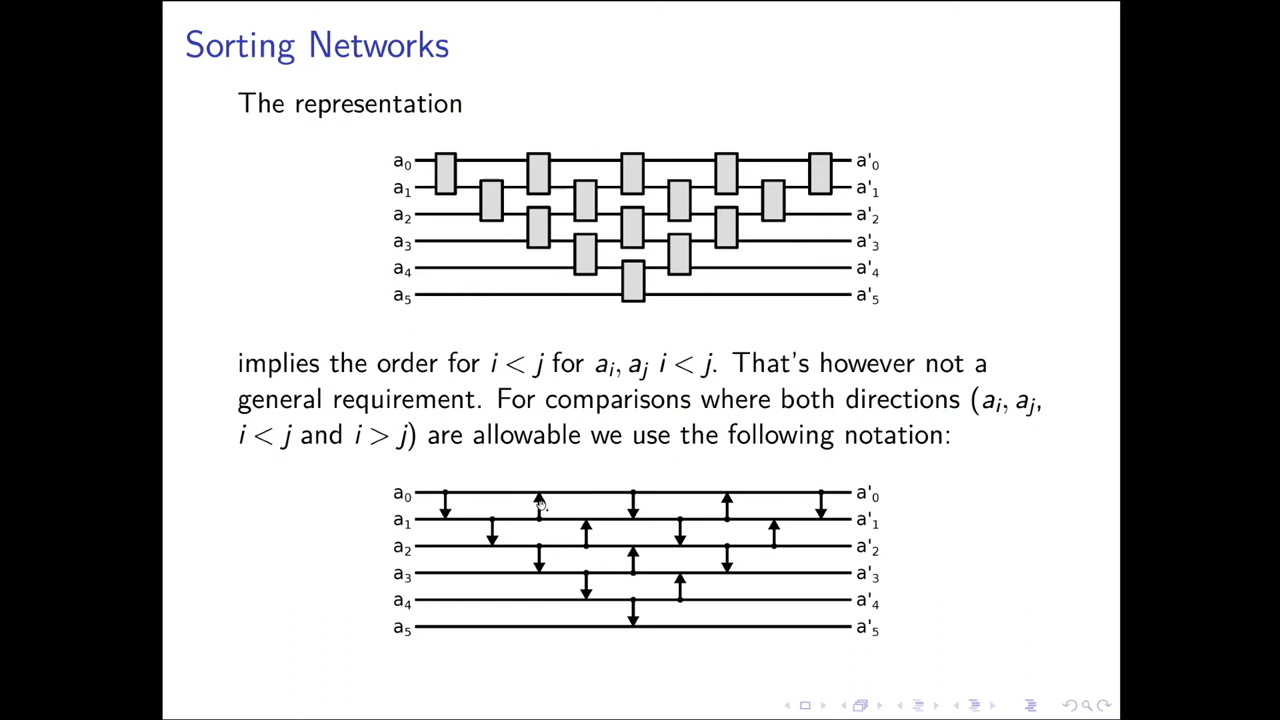 Sorting Networks
The representation
a₀ a'₀
a₁ a'₁
a₂ a'₂
a₃ a'₃
a₄ a'₄
a₅ a'₅
implies the order for i < j for aᵢ, aⱼ i < j. That's however not a
general requirement. For comparisons where both directions (aᵢ, aⱼ,
i < j and i > j) are allowable we use the following notation:
a₀ a'₀
a₁ a'₁
a₂ a'₂
a₃ a'₃
a₄ a'₄
a₅ a'₅